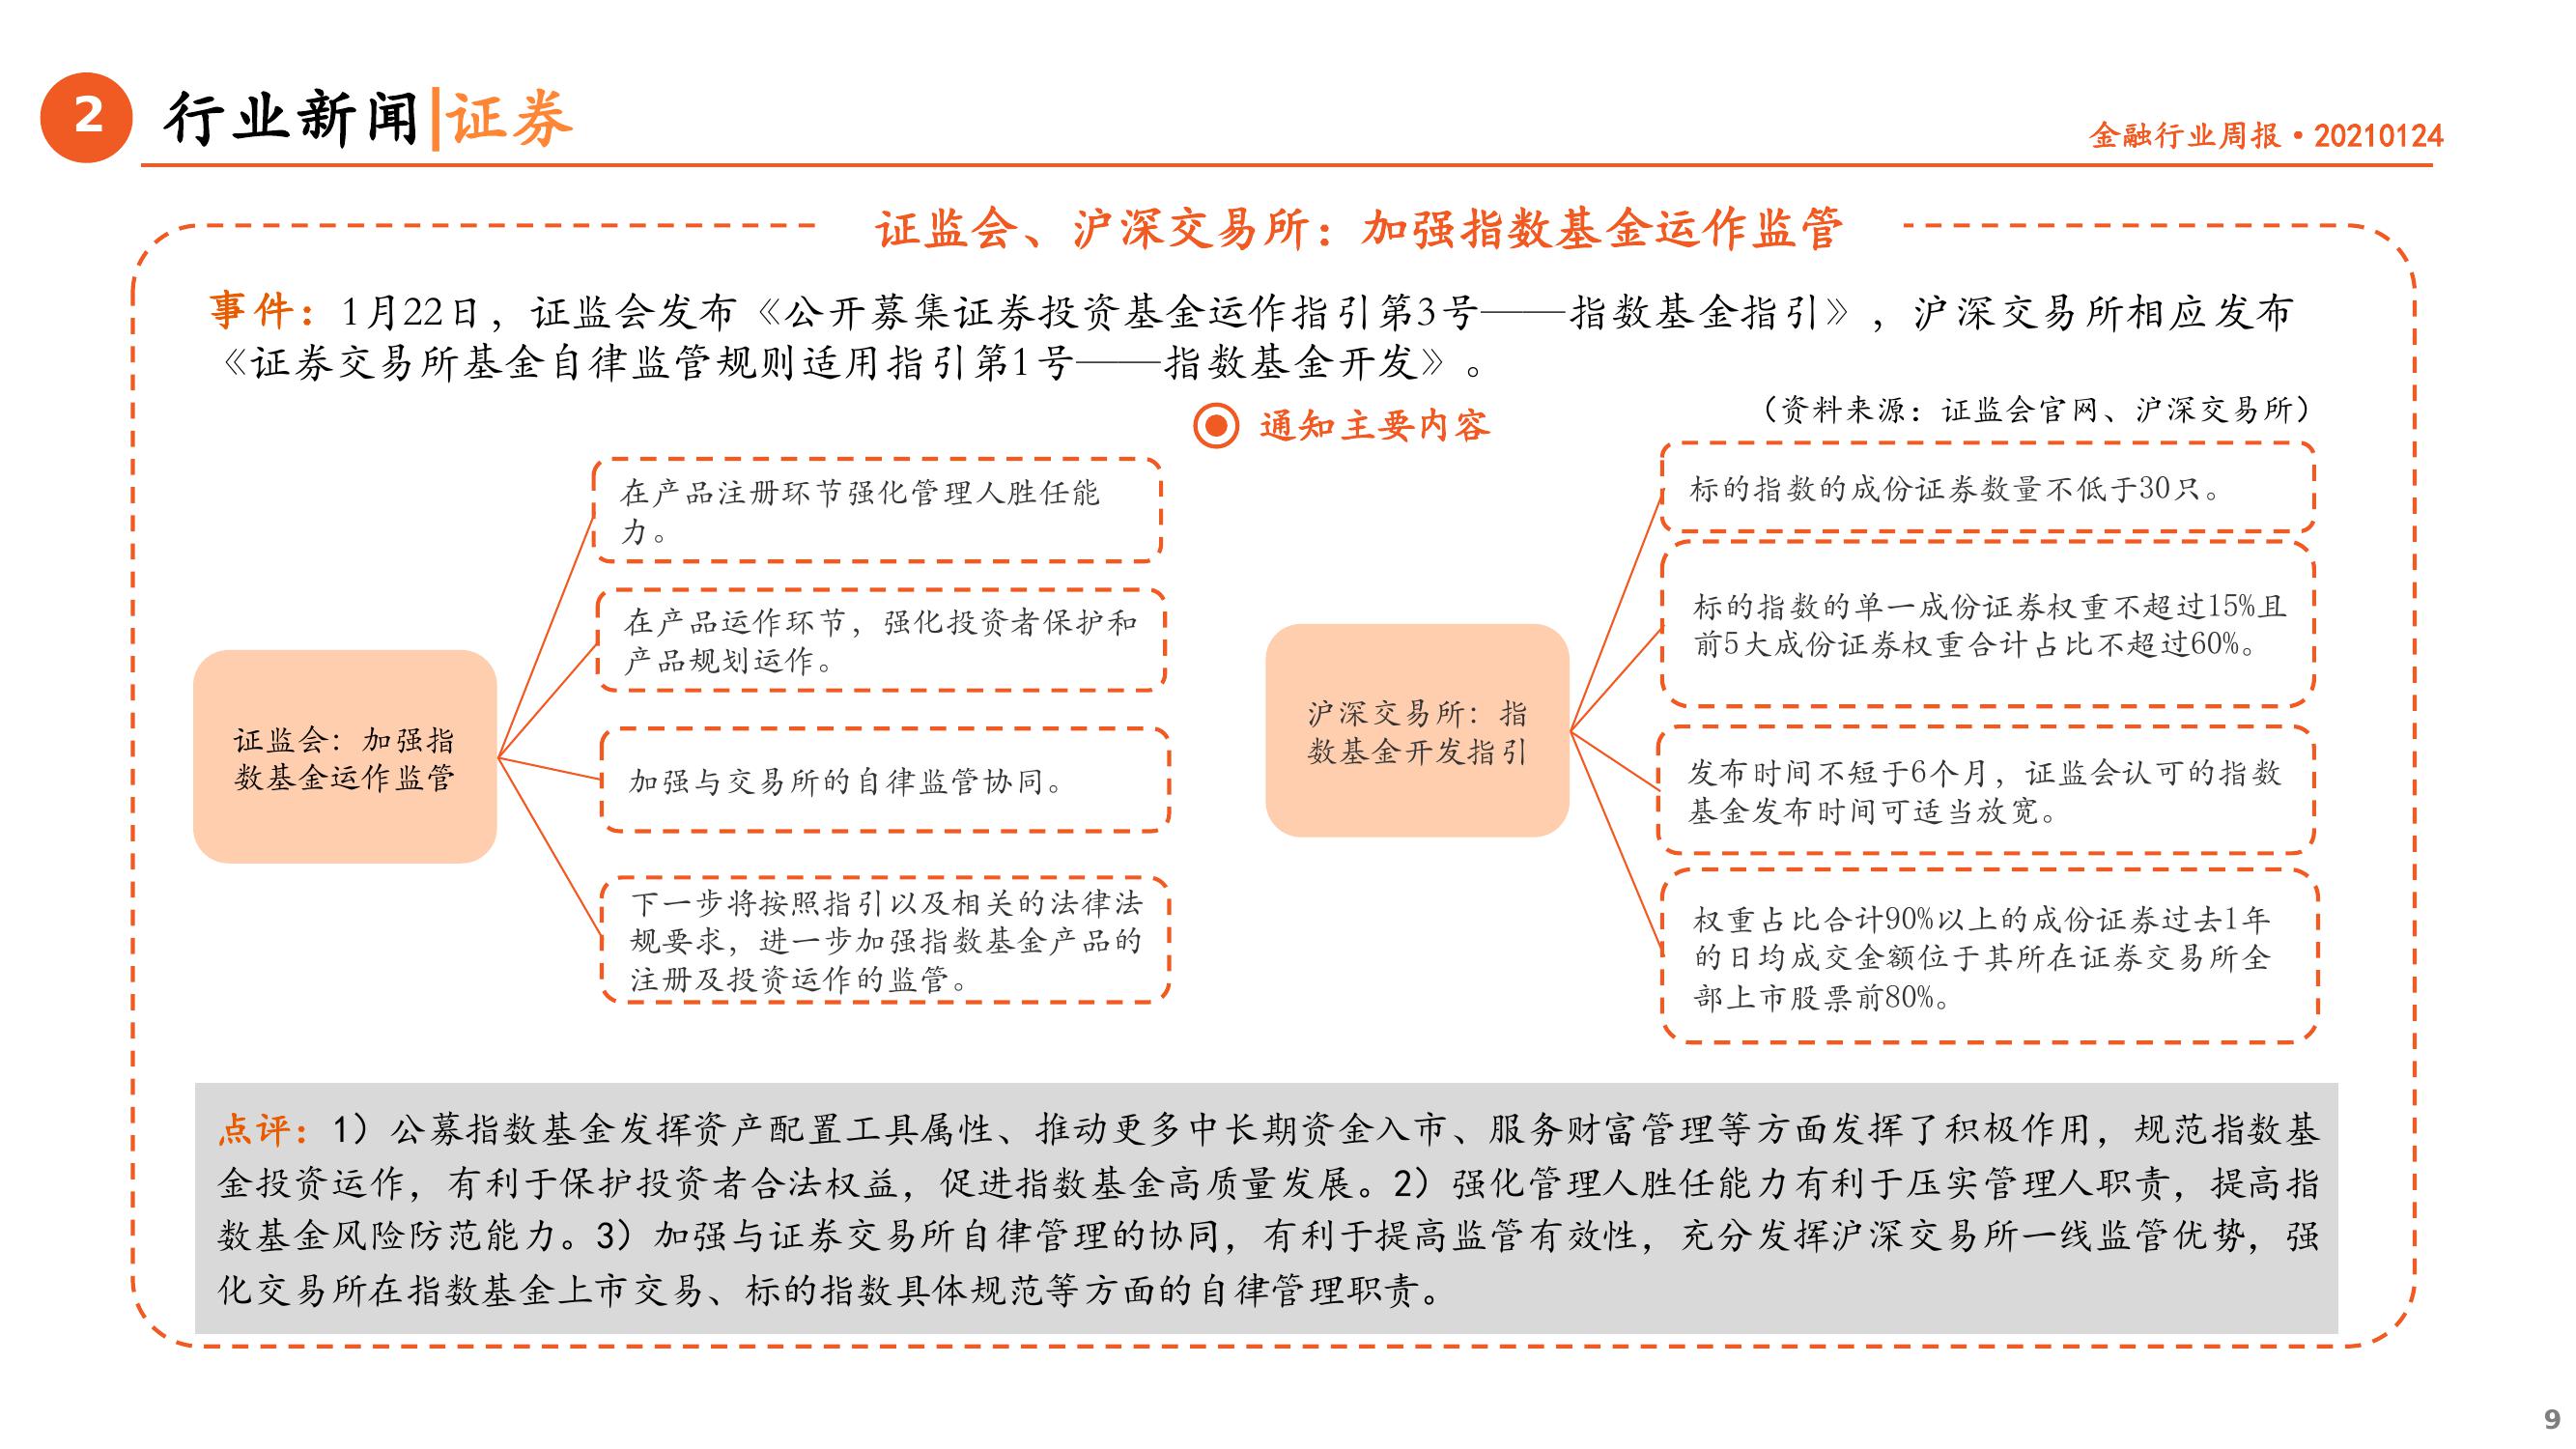 2
行业新闻|证券
金融行业周报•20210124
证监会、沪深交易所：加强指数基金运作监管
事件：1月22日，证监会发布《公开募集证券投资基金运作指引第3号——指数基金指引》，沪深交易所相应发布
《证券交易所基金自律监管规则适用指引第1号——指数基金开发》。
通知主要内容
（资料来源：证监会官网、沪深交易所）
证监会：加强指
数基金运作监管
在产品注册环节强化管理人胜任能
力。
在产品运作环节，强化投资者保护和
产品规划运作。
加强与交易所的自律监管协同。
下一步将按照指引以及相关的法律法
规要求，进一步加强指数基金产品的
注册及投资运作的监管。
沪深交易所：指
数基金开发指引
标的指数的成份证券数量不低于30只。
标的指数的单一成份证券权重不超过15%且
前5大成份证券权重合计占比不超过60%。
发布时间不短于6个月，证监会认可的指数
基金发布时间可适当放宽。
权重占比合计90%以上的成份证券过去1年
的日均成交金额位于其所在证券交易所全
部上市股票前80%。
点评：1）公募指数基金发挥资产配置工具属性、推动更多中长期资金入市、服务财富管理等方面发挥了积极作用，规范指数基
金投资运作，有利于保护投资者合法权益，促进指数基金高质量发展。2）强化管理人胜任能力有利于压实管理人职责，提高指
数基金风险防范能力。3）加强与证券交易所自律管理的协同，有利于提高监管有效性，充分发挥沪深交易所一线监管优势，强
化交易所在指数基金上市交易、标的指数具体规范等方面的自律管理职责。
9